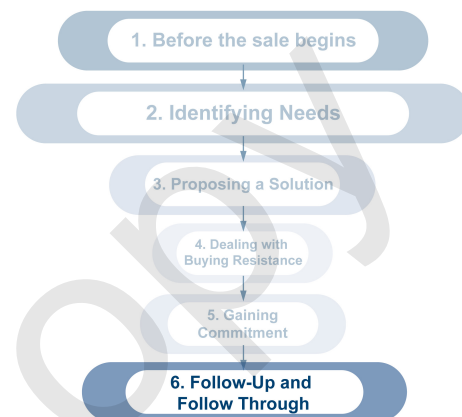 1. Before the sale begins
2. Identifying Needs
3. Proposing a Solution
4. Dealing with
Buying Resistance
5. Gaining
Commitment
6. Follow-Up and
Follow Through